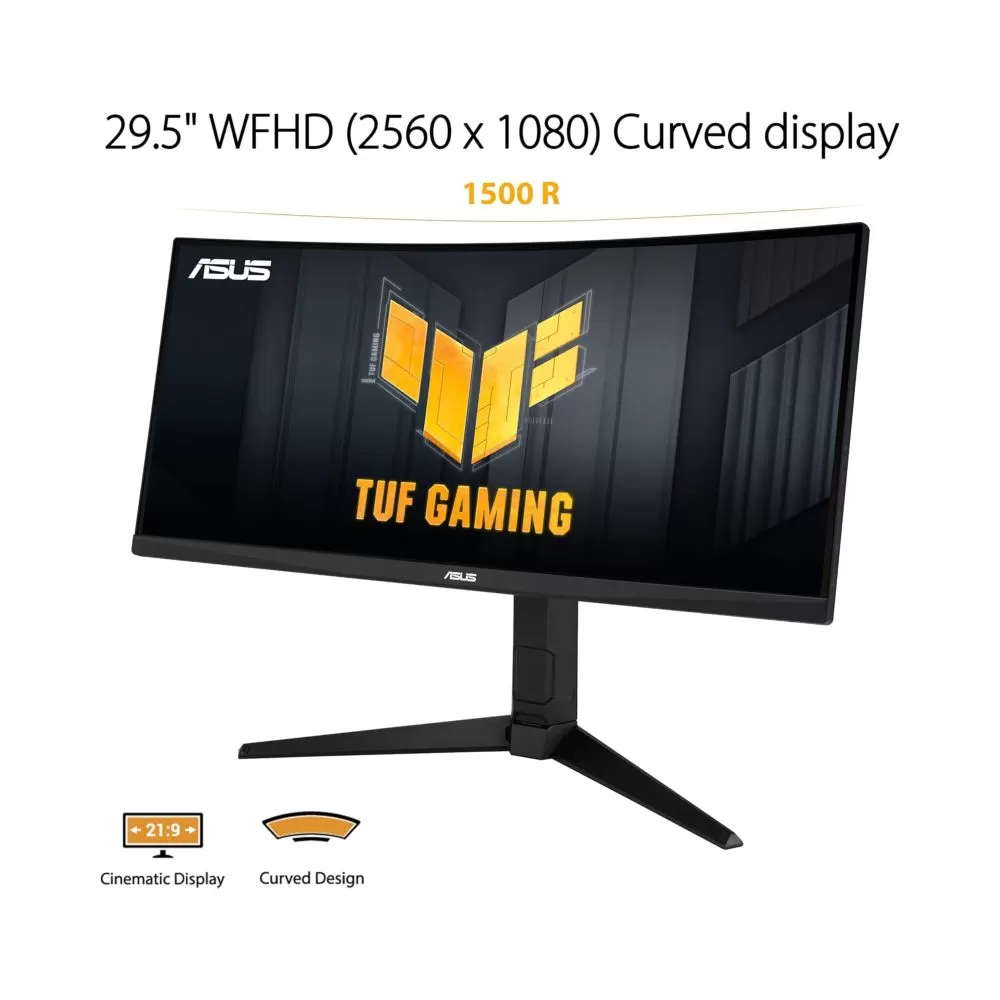 29.5" WFHD (2560 x 1080) Curved display
1500 R
ASUS
TUF GAMING
TUF GAMING
ASUS
21:9
Cinematic Display
Curved Design